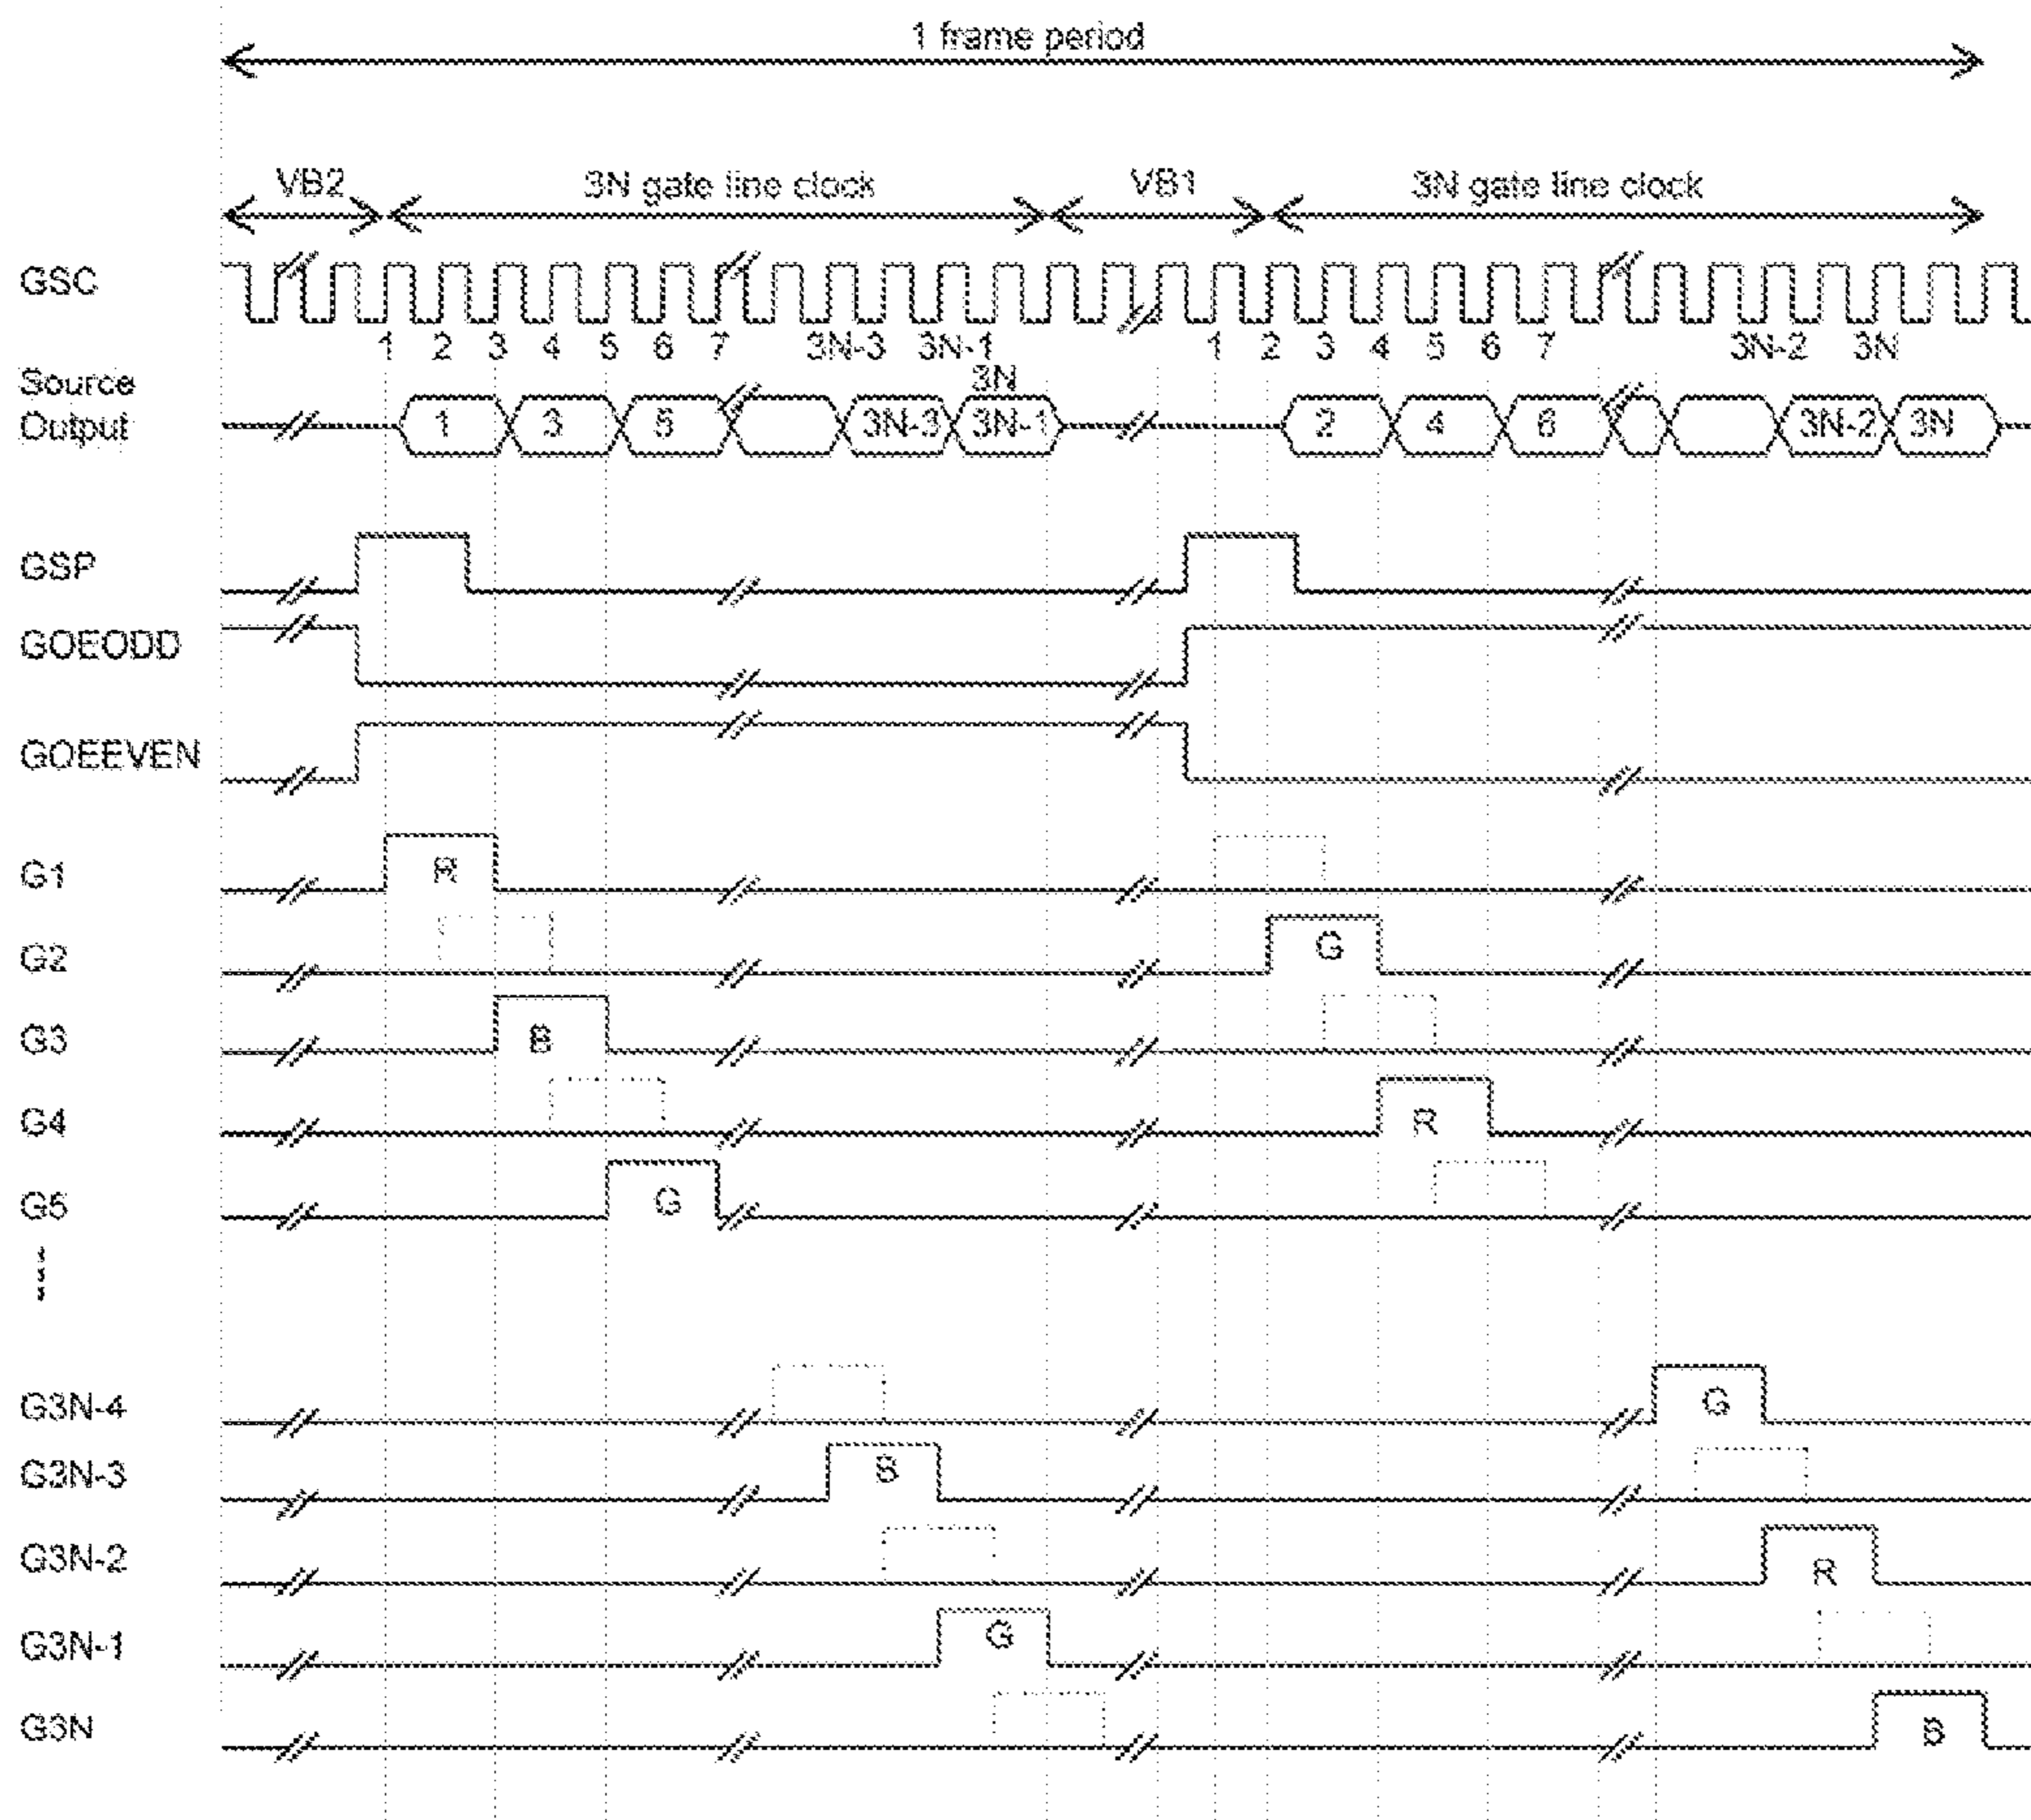 1 frame period
VB2 3N gate line clock VB1 3N gate line clock
GSC
1 2 3 4 5 6 7 3N-3 3N-1 1 2 3 4 5 6 7 3N-2 3N
3N
Source
Output
1 3 5 3N-3 3N-1 2 4 6 3N-2 3N
GSP
GOEODD
GOEEVEN
G1 R
G2 G
G3 B
G4 R
G5 G
G3N-4 G
G3N-3 B
G3N-2 R
G3N-1 G
G3N B